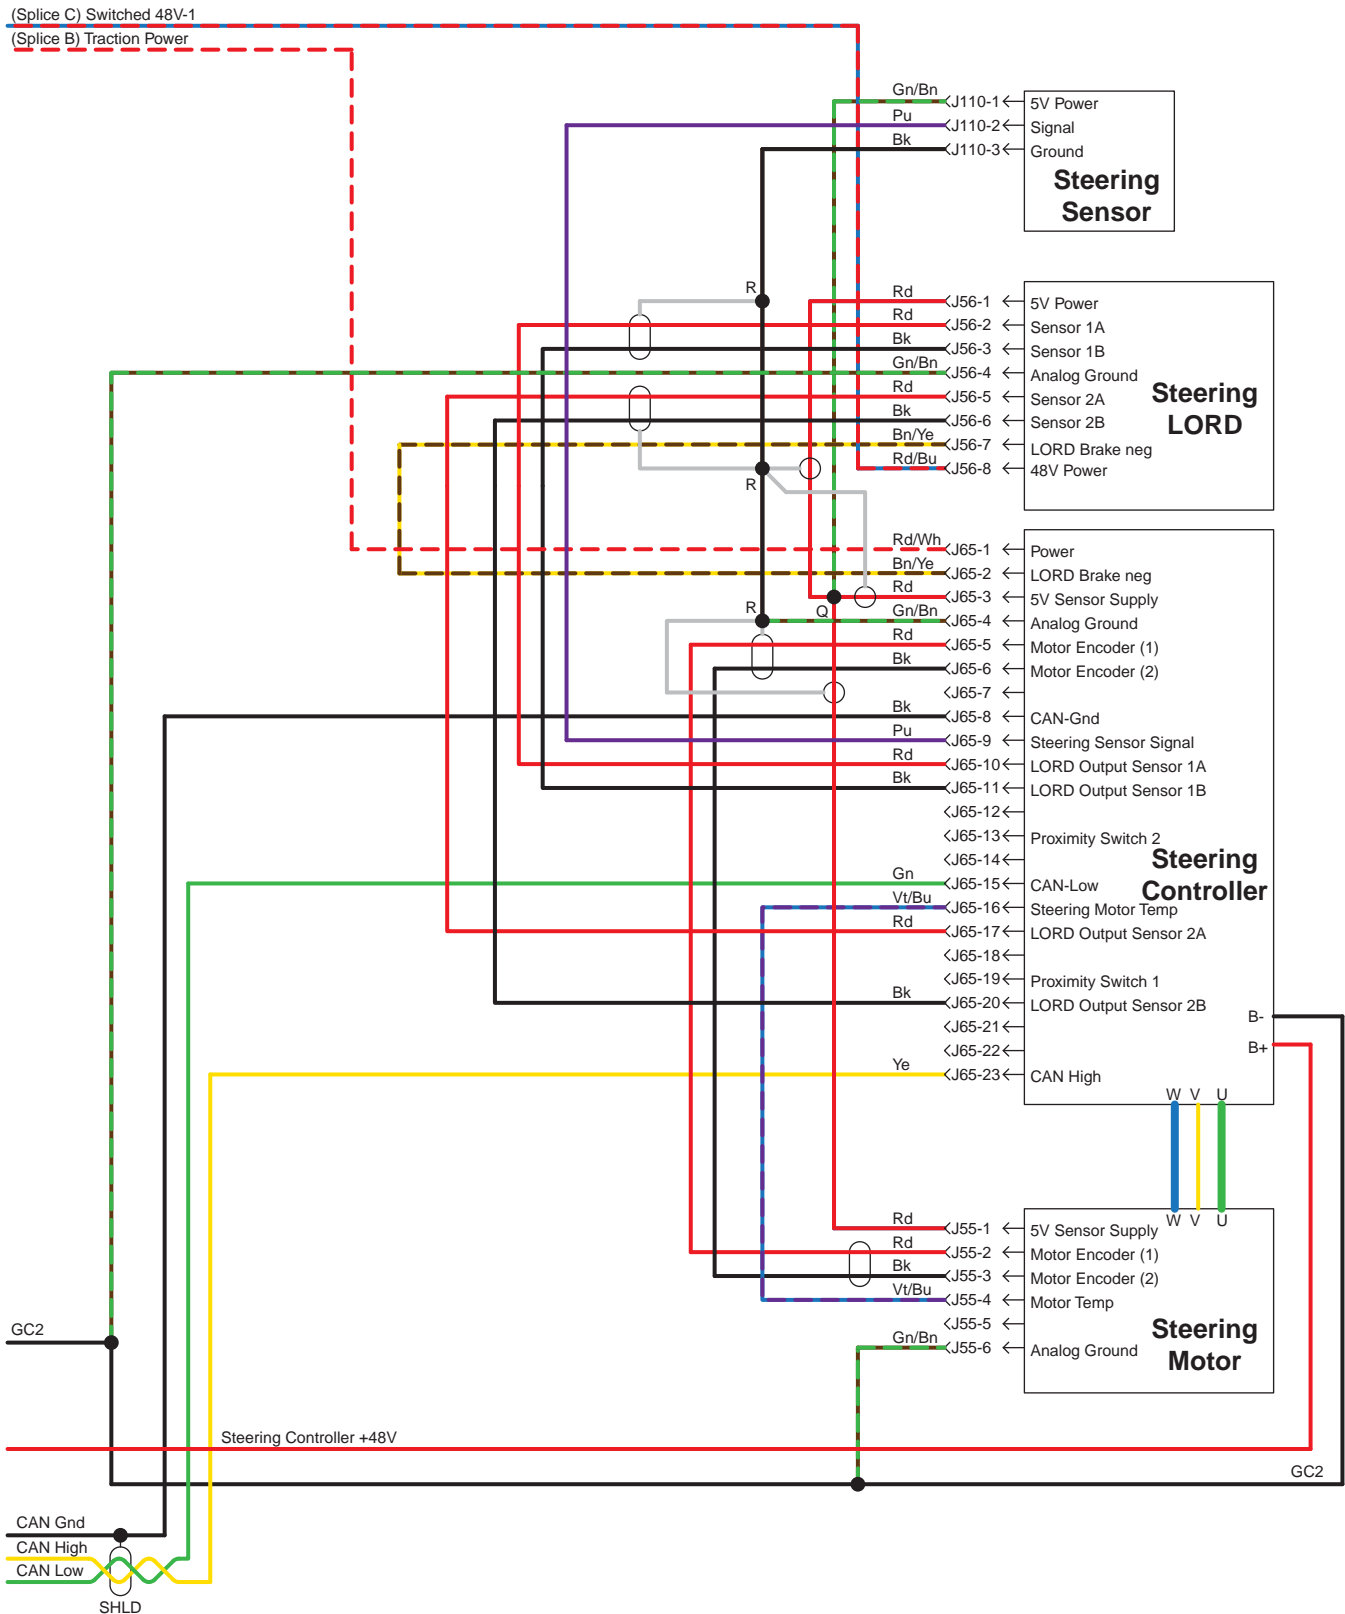 (Splice C) Switched 48V-1
(Splice B) Traction Power
Gn/Bn J110-1 5V Power
Pu J110-2 Signal
Bk J110-3 Ground
Steering
Sensor
R
Rd J56-1 5V Power
Rd J56-2 Sensor 1A
Bk J56-3 Sensor 1B
Gn/Bn J56-4 Analog Ground
Rd J56-5 Sensor 2A
Bk J56-6 Sensor 2B
Bn/Ye J56-7 LORD Brake neg
Rd/Bu J56-8 48V Power
Steering
LORD
R
Rd/Wh J65-1 Power
Bn/Ye J65-2 LORD Brake neg
Rd J65-3 5V Sensor Supply
R Q Gn/Bn J65-4 Analog Ground
Rd J65-5 Motor Encoder (1)
Bk J65-6 Motor Encoder (2)
J65-7
Bk J65-8 CAN-Gnd
Pu J65-9 Steering Sensor Signal
Rd J65-10 LORD Output Sensor 1A
Bk J65-11 LORD Output Sensor 1B
J65-12
J65-13 Proximity Switch 2
J65-14
Gn J65-15 CAN-Low
Vt/Bu J65-16 Steering Motor Temp
Rd J65-17 LORD Output Sensor 2A
J65-18
J65-19 Proximity Switch 1
Bk J65-20 LORD Output Sensor 2B
J65-21
J65-22
Ye J65-23 CAN High
Steering
Controller
B-
B+
W V U
W V U
Rd J55-1 5V Sensor Supply
Rd J55-2 Motor Encoder (1)
Bk J55-3 Motor Encoder (2)
Vt/Bu J55-4 Motor Temp
J55-5
Gn/Bn J55-6 Analog Ground
Steering
Motor
GC2
Steering Controller +48V
GC2
CAN Gnd
CAN High
CAN Low
SHLD